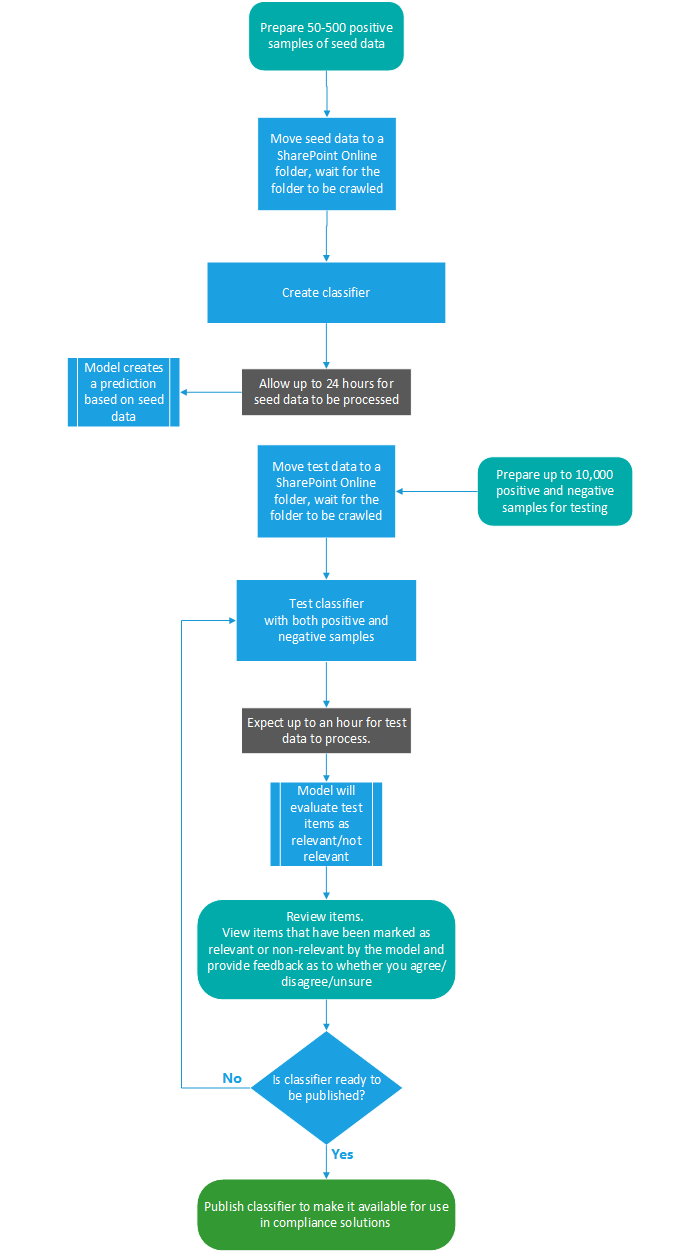 Prepare 50-500 positive
samples of seed data
Move seed data to a
SharePoint Online
folder, wait for the
folder to be crawled
Create classifier
Allow up to 24 hours for
seed data to be processed
Model creates
a prediction
based on seed
data
Move test data to a
SharePoint Online
folder, wait for the
folder to be crawled
Prepare up to 10,000
positive and negative
samples for testing
Test classifier
with both positive and
negative samples
Expect up to an hour for test
data to process.
Model will
evaluate test
items as
relevant/not
relevant
Review items.
View items that have been marked as
relevant or non-relevant by the model and
provide feedback as to whether you agree/
disagree/unsure
Is classifier ready to
be published?
No
Yes
Publish classifier to make it available for use
in compliance solutions